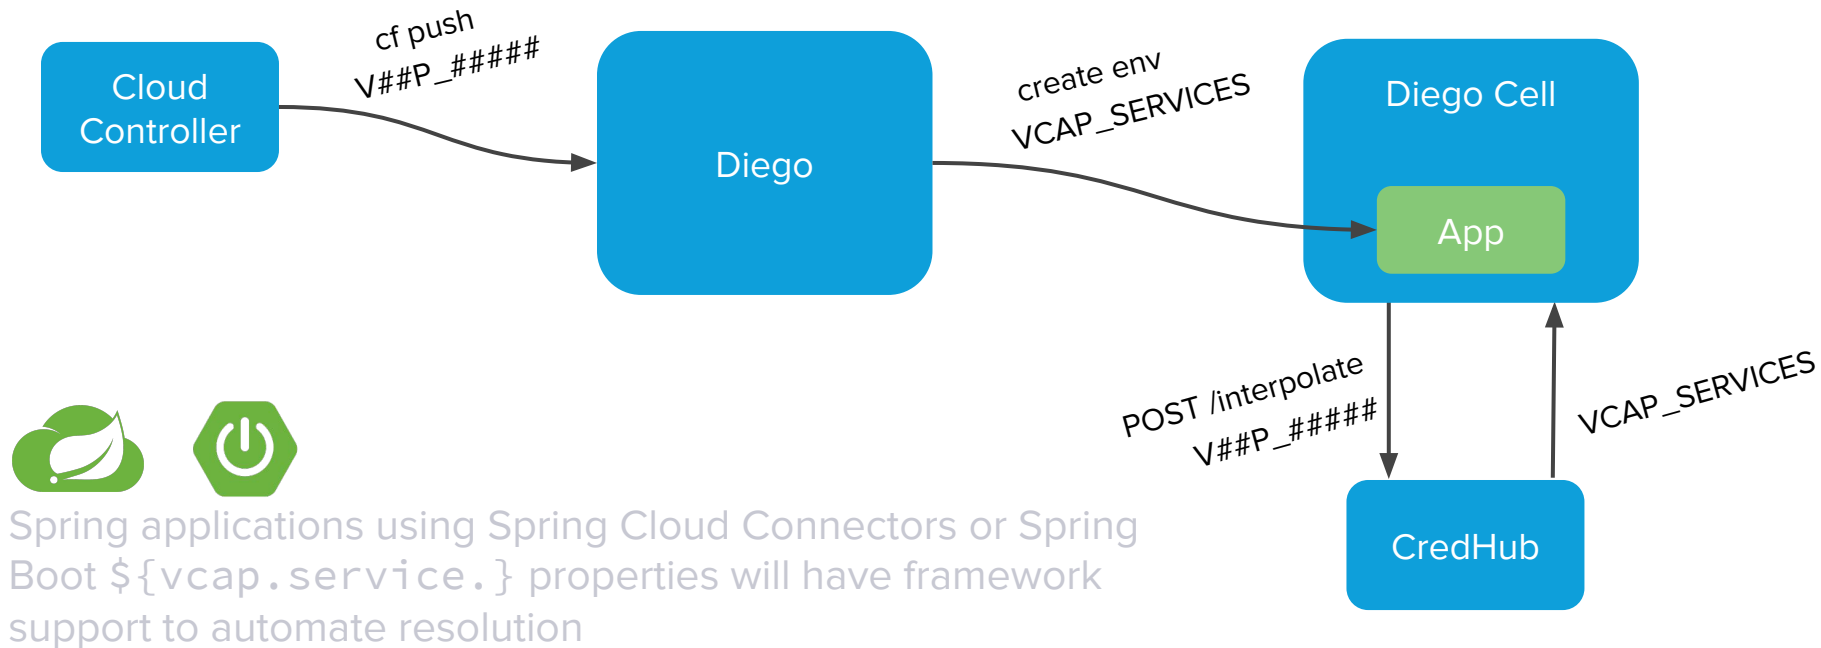 cf push
V##P_#####
Cloud
Controller
Diego
create env
VCAP_SERVICES
Diego Cell
App
POST /interpolate
V##P_#####
VCAP_SERVICES
CredHub
Spring applications using Spring Cloud Connectors or Spring
Boot ${vcap.service.} properties will have framework
support to automate resolution